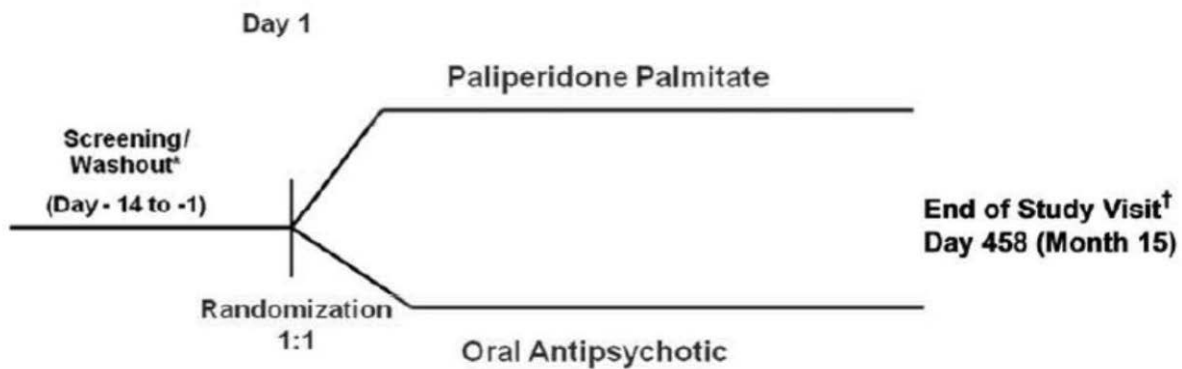 Day 1
Paliperidone Palmitate
Screening/
Washout*
(Day - 14 to -1)
End of Study Visit†
Day 458 (Month 15)
Randomization
1:1
Oral Antipsychotic